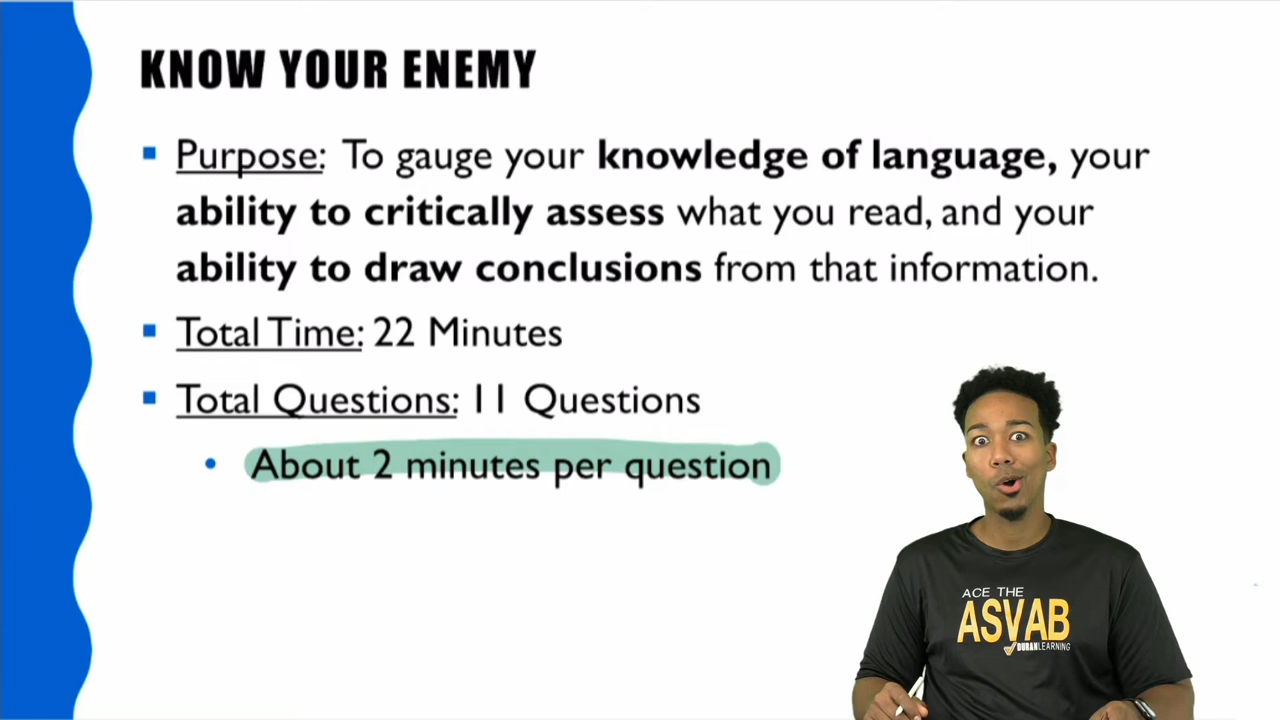 KNOW YOUR ENEMY
Purpose: To gauge your knowledge of language, your
ability to critically assess what you read, and your
ability to draw conclusions from that information.
Total Time: 22 Minutes
Total Questions: 11 Questions
About 2 minutes per question
ACE THE
ASVAB
DURANLEARNING